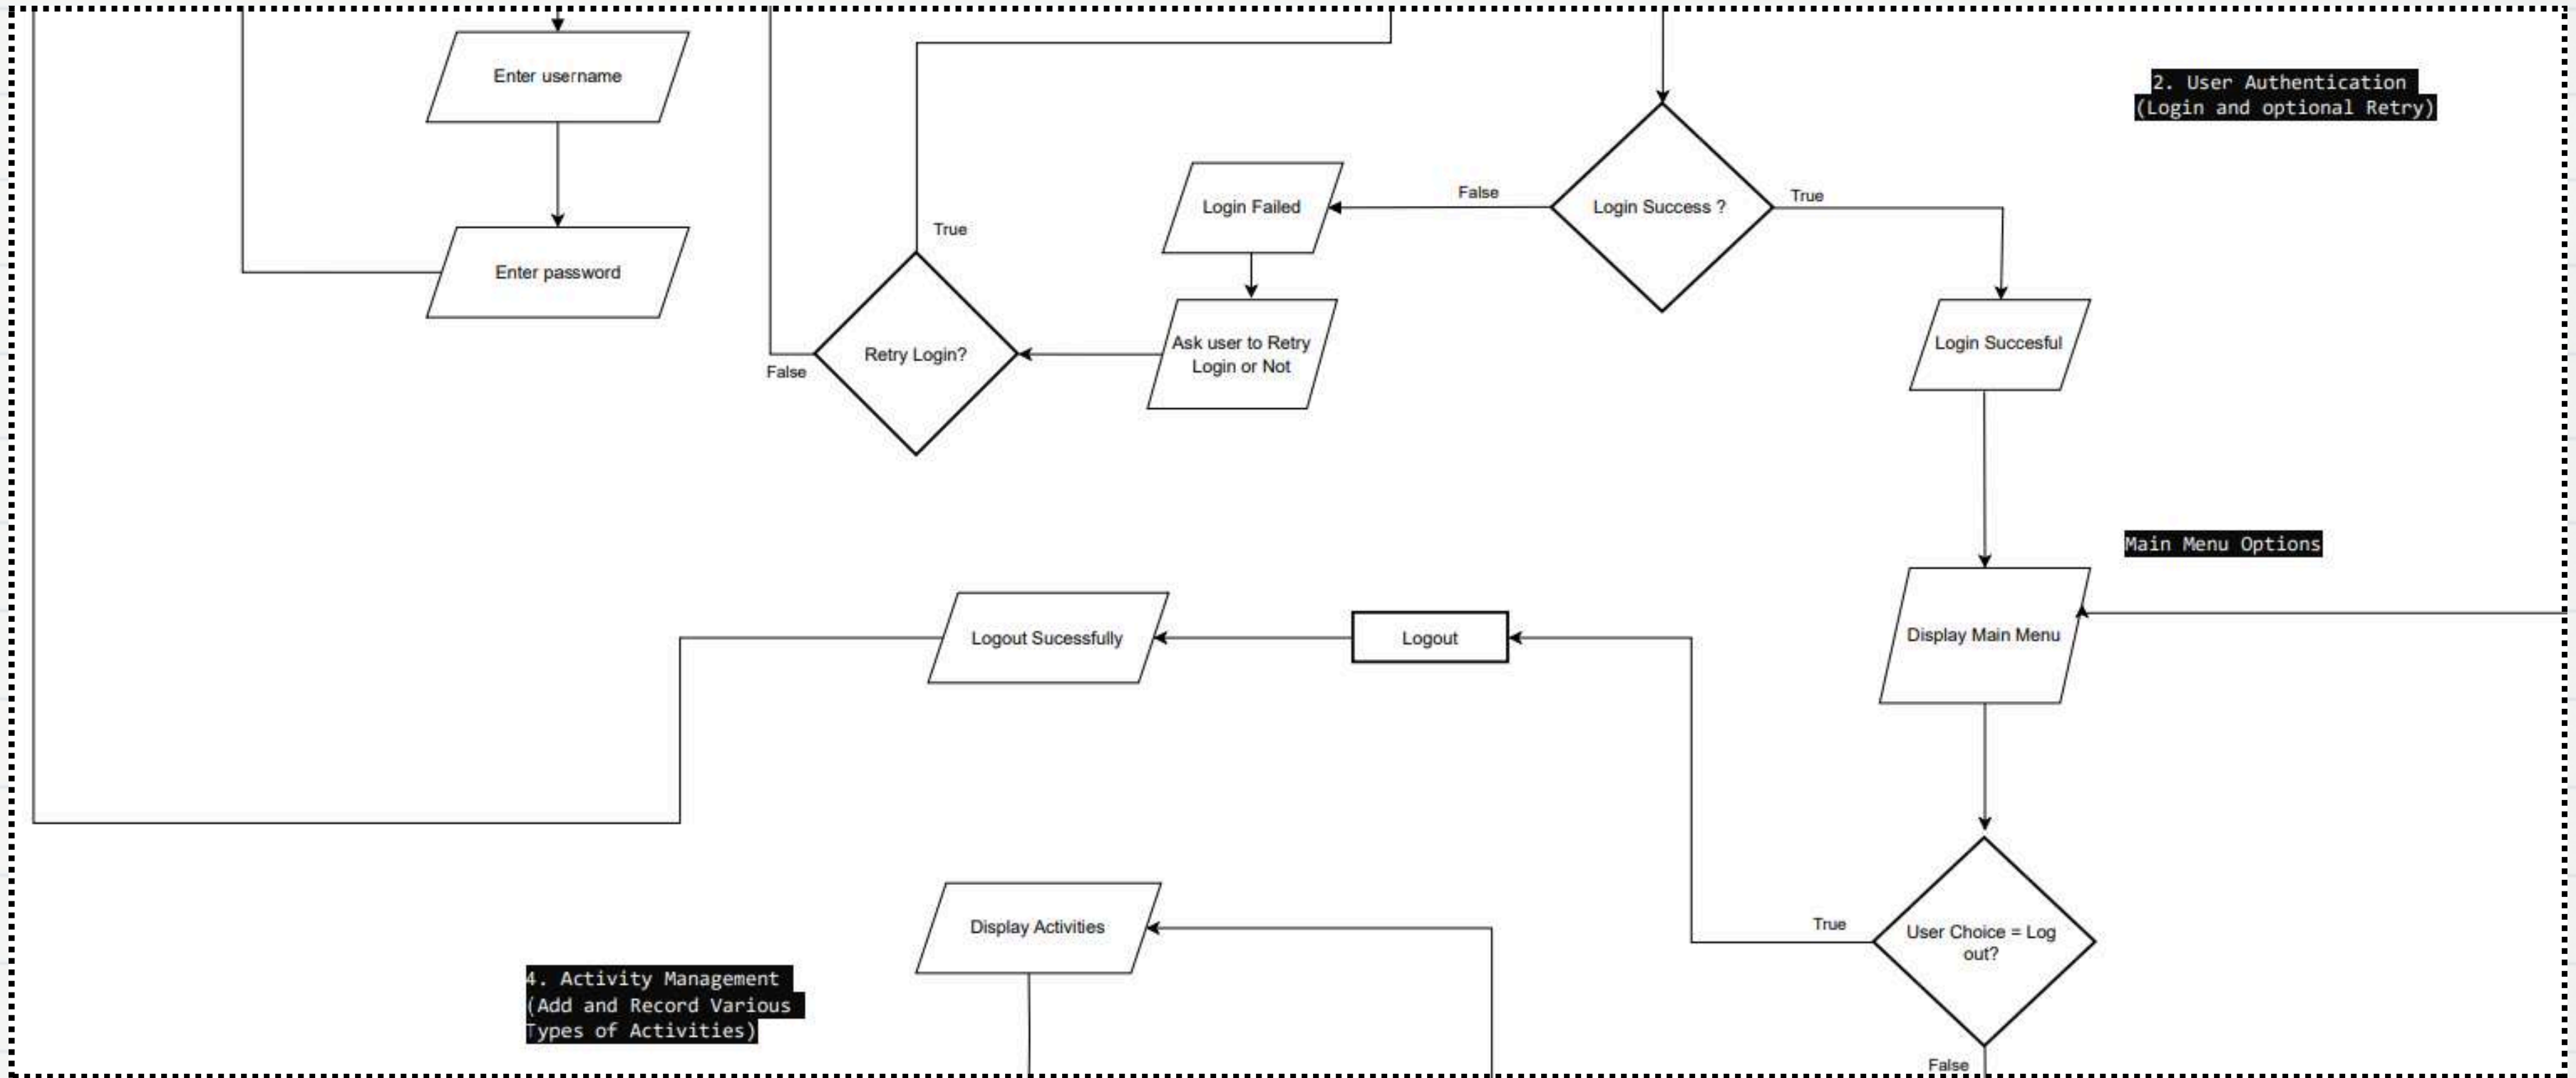 Enter username
2. User Authentication
(Login and optional Retry)
Login Failed
False
Login Success ?
True
True
Enter password
Retry Login?
False
Ask user to Retry
Login or Not
Login Succesful
Main Menu Options
Logout Sucessfully
Logout
Display Main Menu
Display Activities
True
User Choice = Log
out?
4. Activity Management
(Add and Record Various
Types of Activities)
False